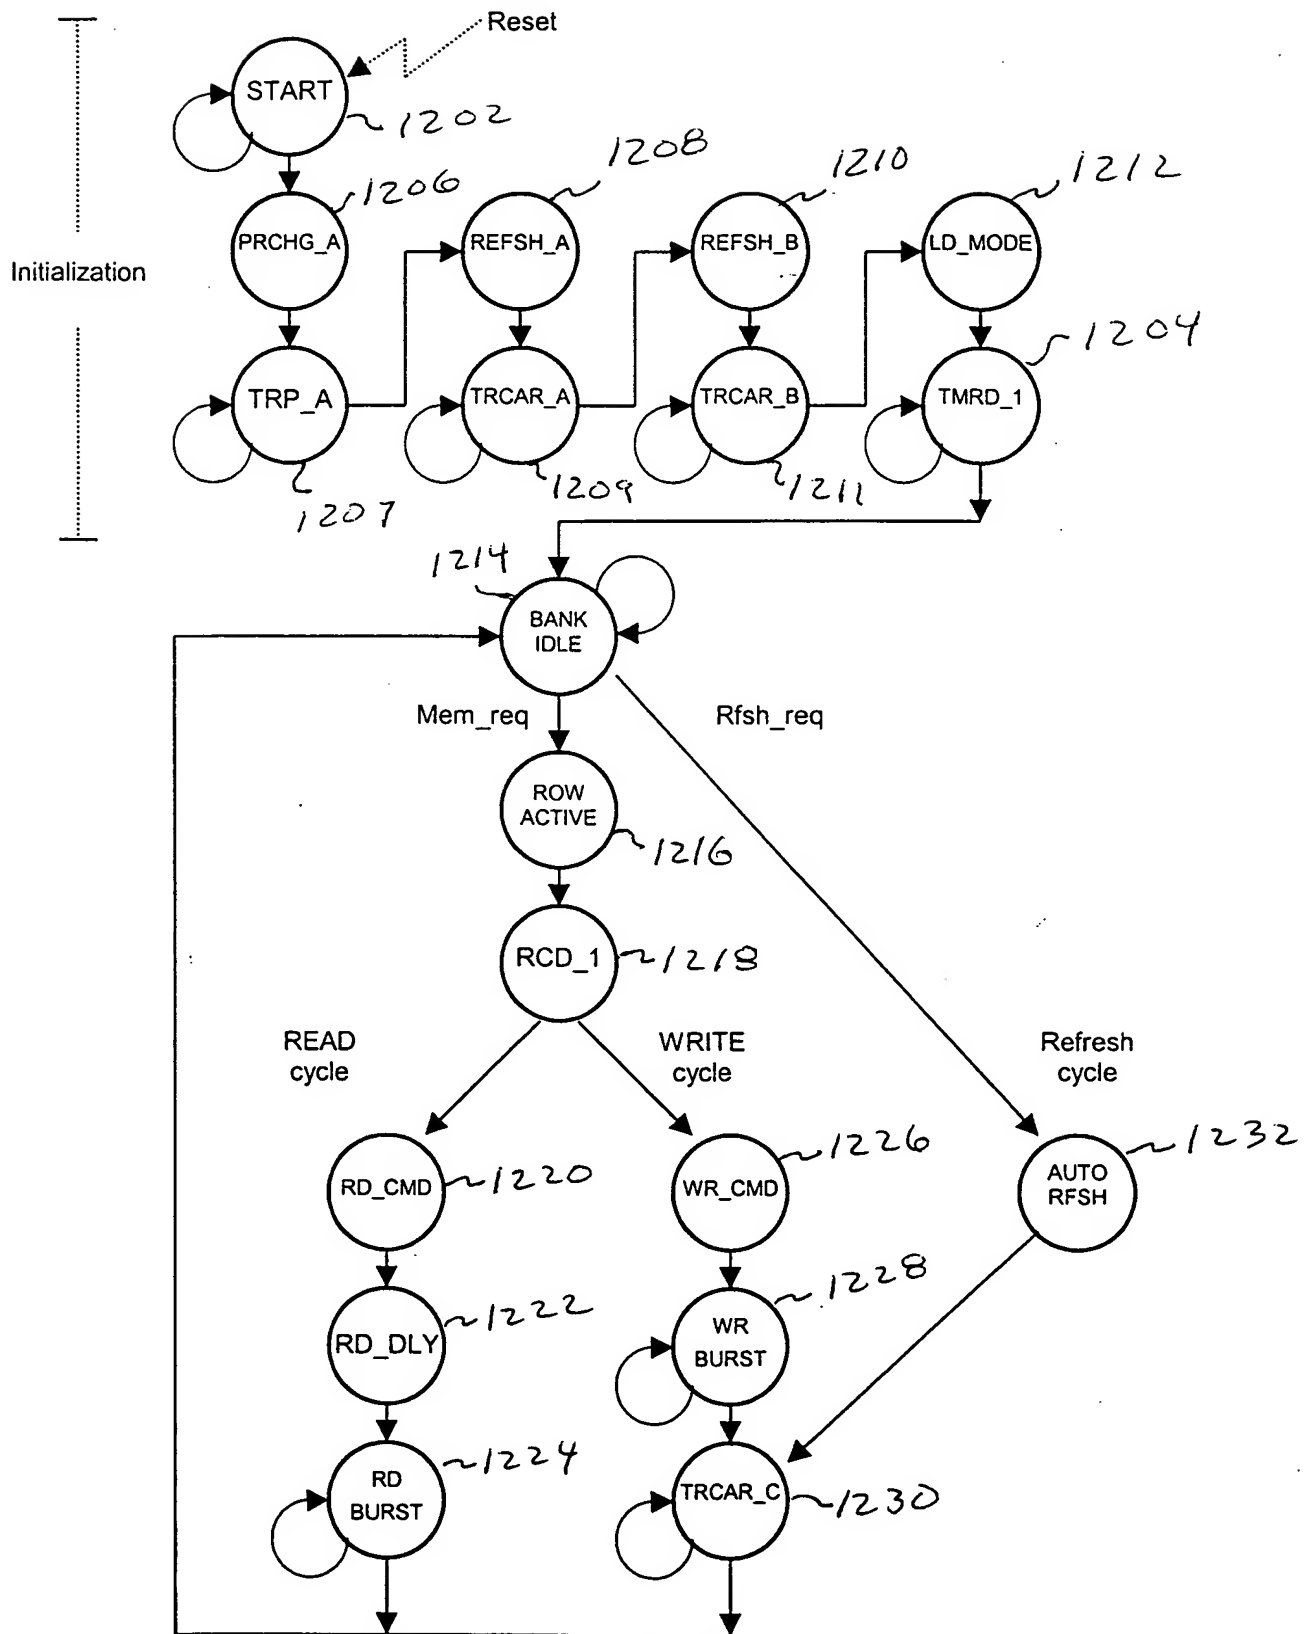 Reset
START
1202
1206
1208
1210
1212
PRCHG_A
REFSH_A
REFSH_B
LD_MODE
Initialization
1204
TRP_A
TRCAR_A
TRCAR_B
TMRD_1
1207
1209
1211
1214
BANK
IDLE
Mem_req
Rfsh_req
ROW
ACTIVE
1216
RCD_1
1218
READ
cycle
WRITE
cycle
Refresh
cycle
RD_CMD
1220
WR_CMD
1226
AUTO
RFSH
1232
RD_DLY
1222
WR
BURST
1228
RD
BURST
1224
TRCAR_C
1230